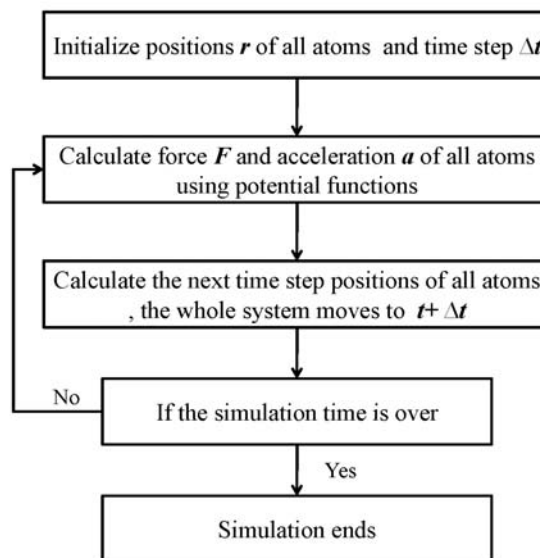 Initialize positions r of all atoms and time step Δt
Calculate force F and acceleration a of all atoms
using potential functions
Calculate the next time step positions of all atoms
, the whole system moves to t+ Δt
No
If the simulation time is over
Yes
Simulation ends